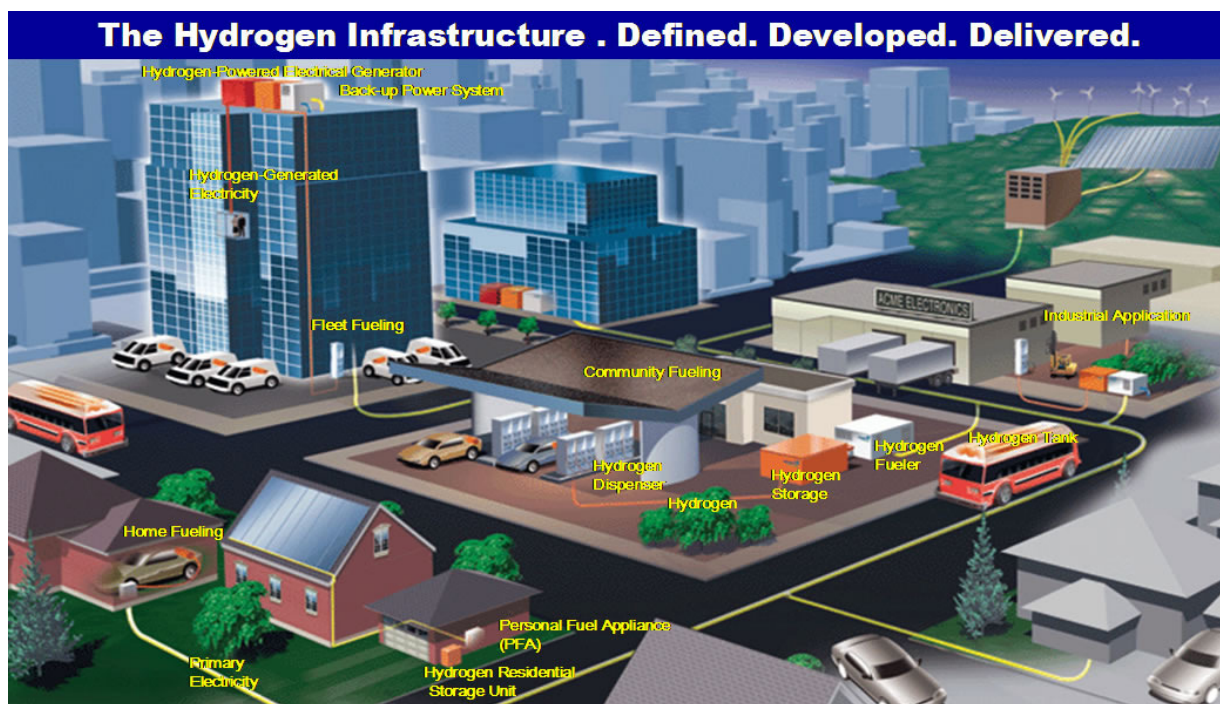 The Hydrogen Infrastructure . Defined. Developed. Delivered.
Hydrogen-Powered Electrical Generator
Back-up Power System
Hydrogen-Generated
Electricity
Fleet Fueling
ACME ELECTRONICS
Industrial Application
Community Fueling
Hydrogen
Dispenser
Hydrogen
Hydrogen
Storage
Hydrogen
Fueler
Hydrogen Tank
Home Fueling
Primary
Electricity
Personal Fuel Appliance
(PFA)
Hydrogen Residential
Storage Unit